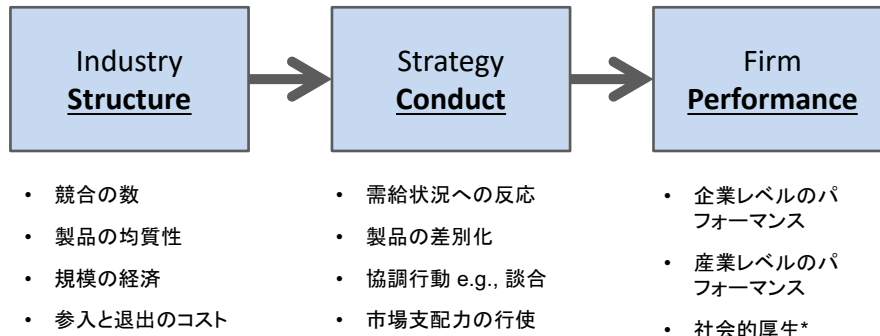 Industry
Structure
Strategy
Conduct
Firm
Performance
• 競合の数
• 製品の均質性
• 規模の経済
• 参入と退出のコスト
• 需給状況への反応
• 製品の差別化
• 協調行動 e.g., 談合
• 市場支配力の行使
• 企業レベルのパ
フォーマンス
• 産業レベルのパ
フォーマンス
• 社会的厚生*